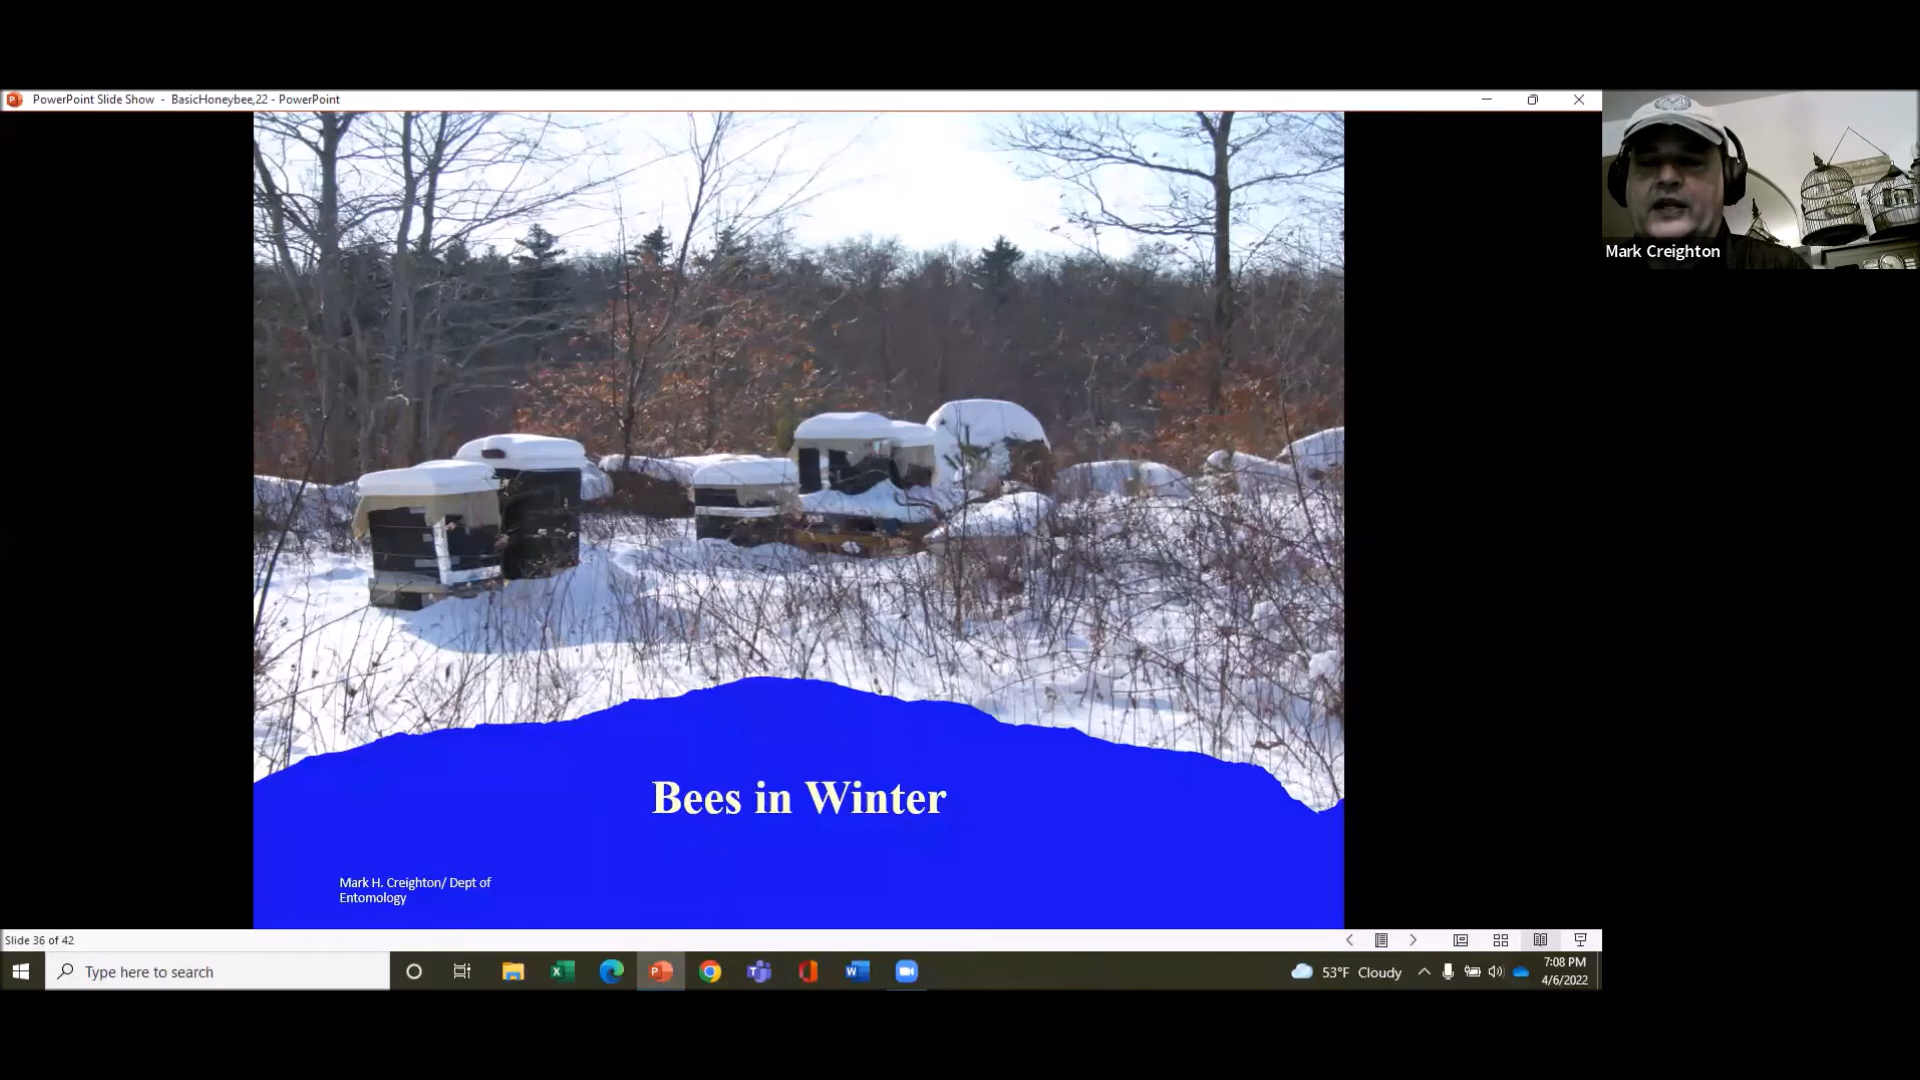 PowerPoint Slide Show - BasicHoneybee,22 - PowerPoint
Mark Creighton
Bees in Winter
Mark H. Creighton/ Dept of
Entomology
Slide 36 of 42
Type here to search
53°F Cloudy
7:08 PM
4/6/2022